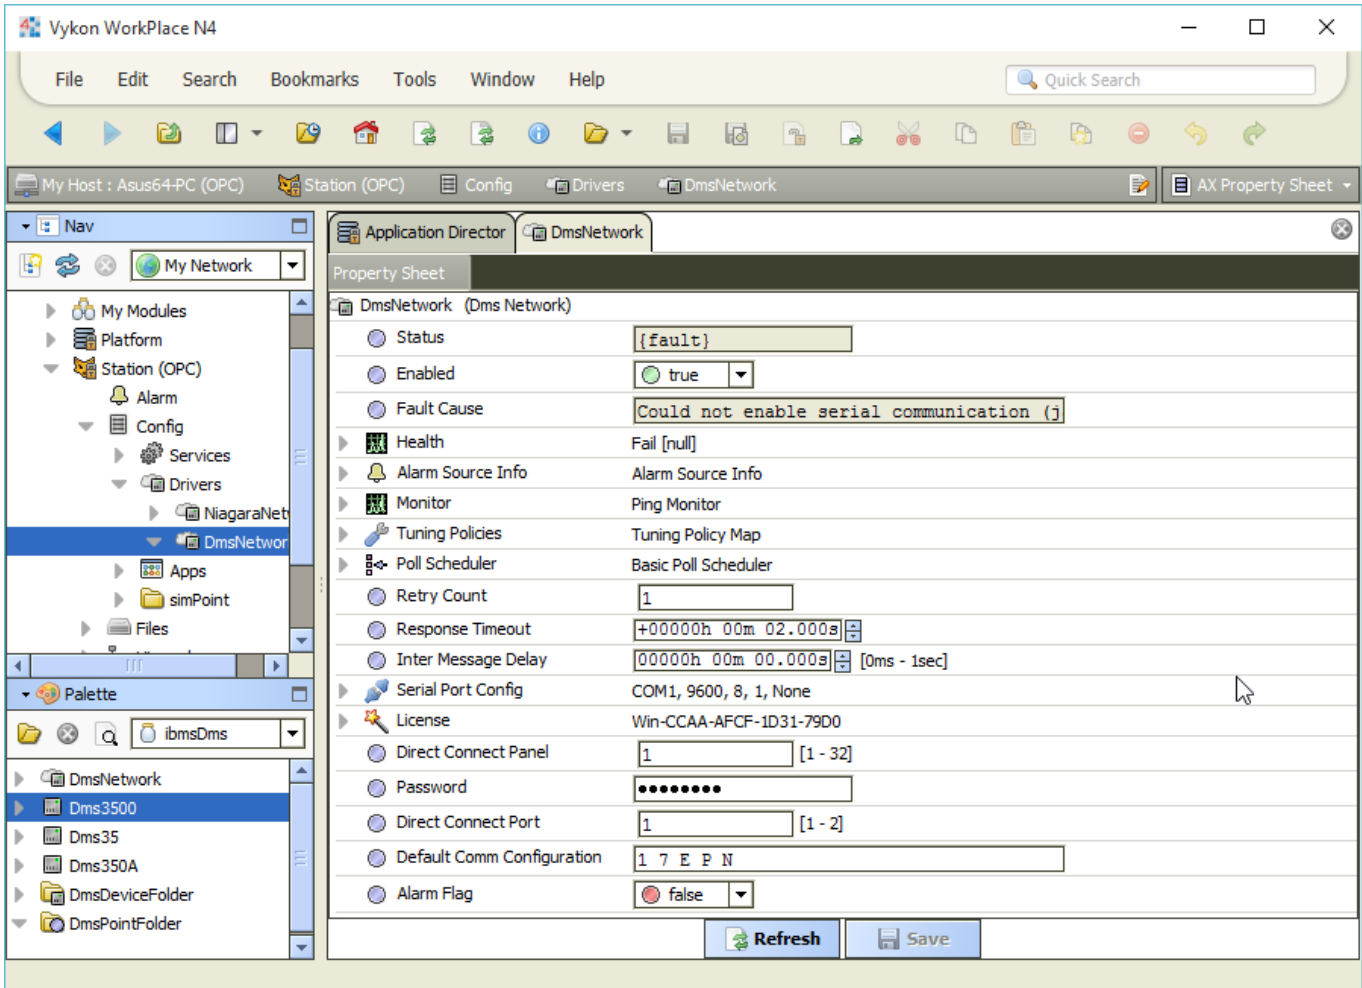 Vykon WorkPlace N4
File Edit Search Bookmarks Tools Window Help Quick Search
My Host : Asus64-PC (OPC) Station (OPC) Config Drivers DmsNetwork AX Property Sheet
Nav
My Network
My Modules
Platform
Station (OPC)
Alarm
Config
Services
Drivers
NiagaraNet
DmsNetwor
Apps
simPoint
Files
Palette
ibmsDms
DmsNetwork
Dms3500
Dms35
Dms350A
DmsDeviceFolder
DmsPointFolder
Application Director DmsNetwork
Property Sheet
DmsNetwork (Dms Network)
Status {fault}
Enabled true
Fault Cause Could not enable serial communication (j
Health Fail [null]
Alarm Source Info Alarm Source Info
Monitor Ping Monitor
Tuning Policies Tuning Policy Map
Poll Scheduler Basic Poll Scheduler
Retry Count 1
Response Timeout +00000h 00m 02.000s
Inter Message Delay 00000h 00m 00.000s [0ms - 1sec]
Serial Port Config COM1, 9600, 8, 1, None
License Win-CCAA-AFCF-1D31-79D0
Direct Connect Panel 1 [1 - 32]
Password ●●●●●●●●
Direct Connect Port 1 [1 - 2]
Default Comm Configuration 1 7 E P N
Alarm Flag false
Refresh Save